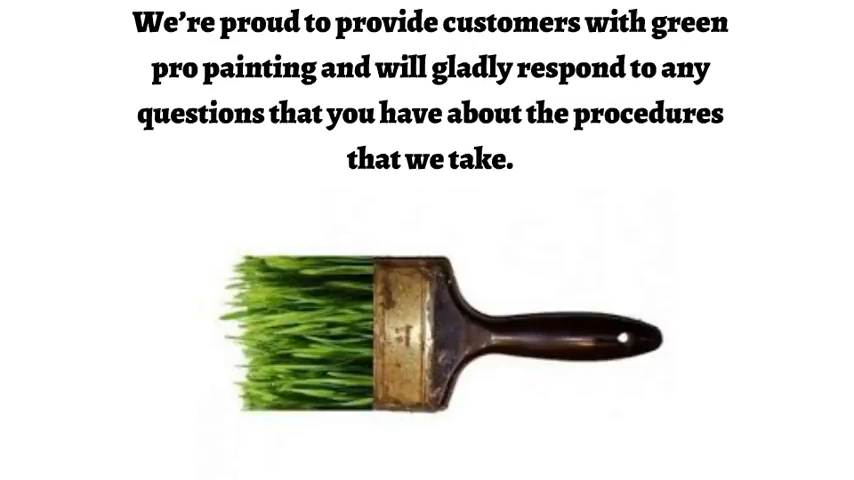 We’re proud to provide customers with green
pro painting and will gladly respond to any
questions that you have about the procedures
that we take.